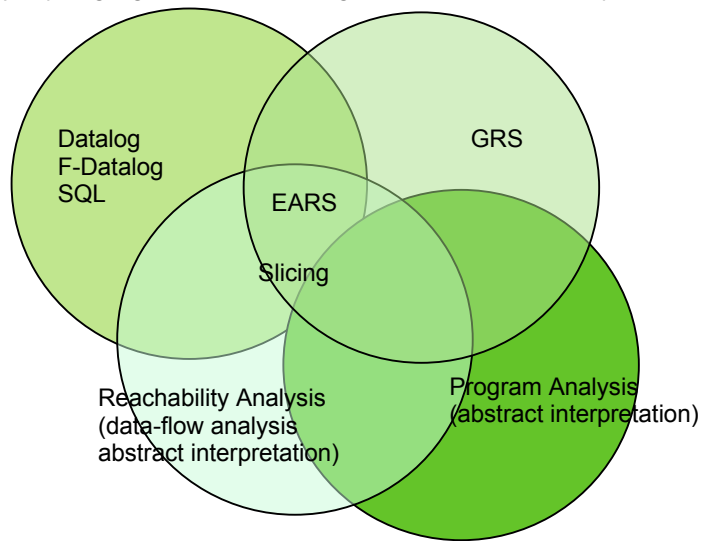 Datalog
F-Datalog
SQL
GRS
EARS
Slicing
Reachability Analysis
(data-flow analysis
abstract interpretation)
Program Analysis
(abstract interpretation)